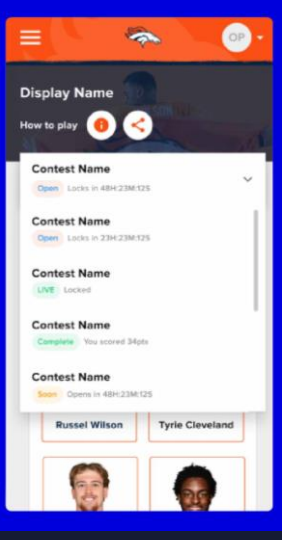 OP
Display Name
How to play
Contest Name
Open Locks in 48H:23M:12S
Contest Name
Open Locks in 23H:23M:12S
Contest Name
LIVE Locked
Contest Name
Complete You scored 34pts
Contest Name
Soon Opens in 48H:23M:12S
Russel Wilson Tyrie Cleveland